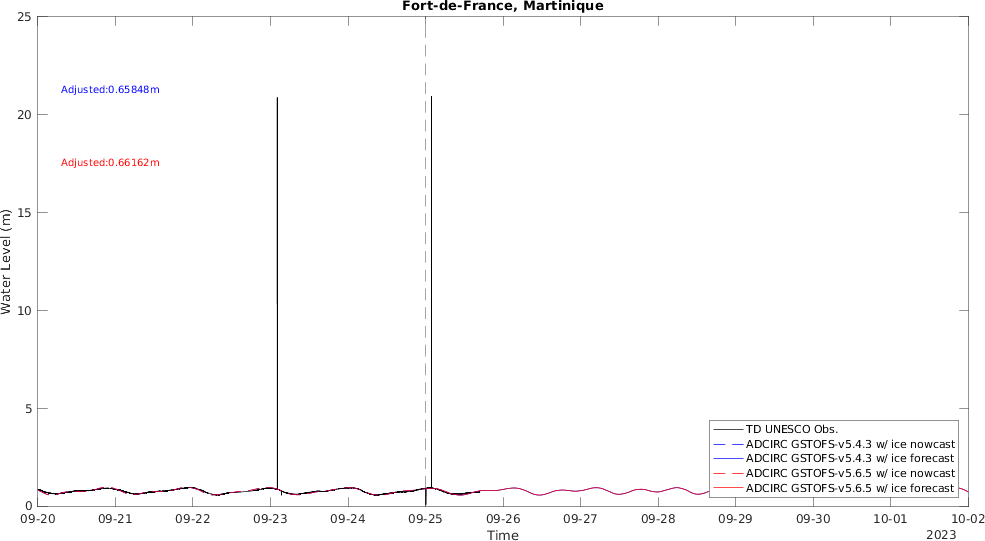 Fort-de-France, Martinique
25
20
15
10
5
0
Water Level (m)
Adjusted:0.65848m
Adjusted:0.66162m
TD UNESCO Obs.
ADCIRC GSTOFS-v5.4.3 w/ ice nowcast
ADCIRC GSTOFS-v5.4.3 w/ ice forecast
ADCIRC GSTOFS-v5.6.5 w/ ice nowcast
ADCIRC GSTOFS-v5.6.5 w/ ice forecast
09-20 09-21 09-22 09-23 09-24 09-25 09-26 09-27 09-28 09-29 09-30 10-01 10-02
Time
2023